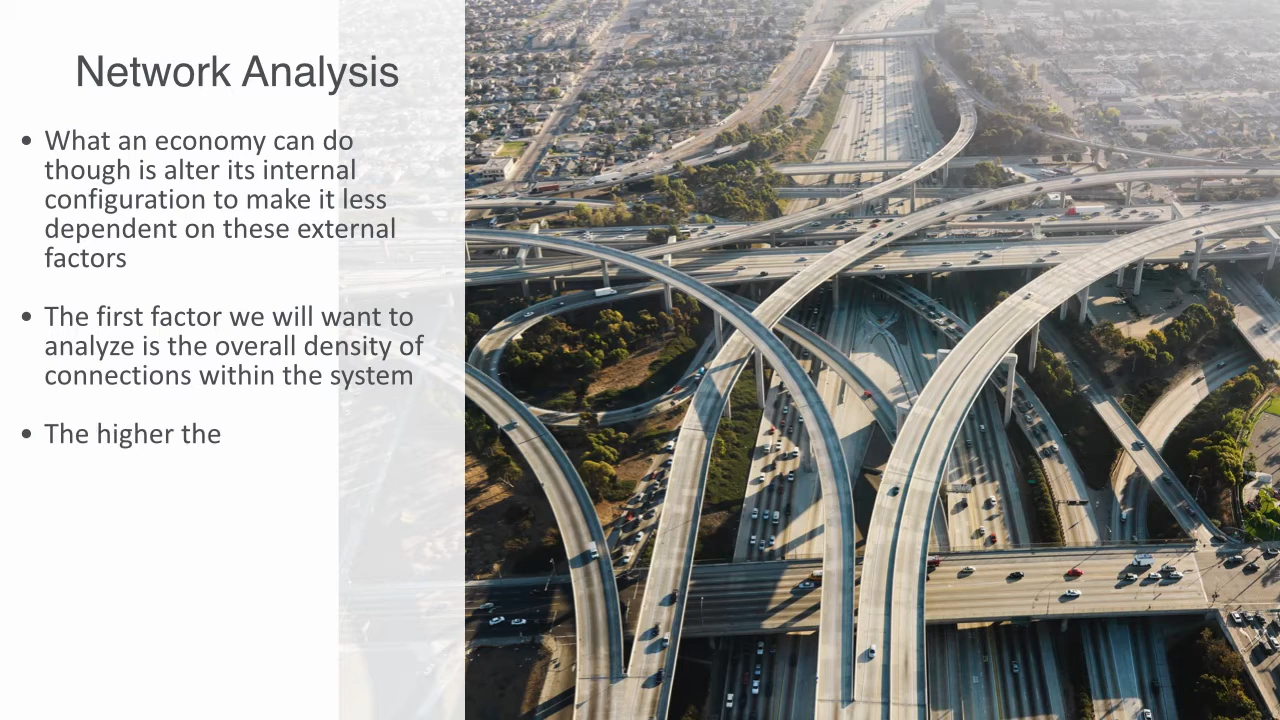 Network Analysis
• What an economy can do
though is alter its internal
configuration to make it less
dependent on these external
factors
• The first factor we will want to
analyze is the overall density of
connections within the system
• The higher the